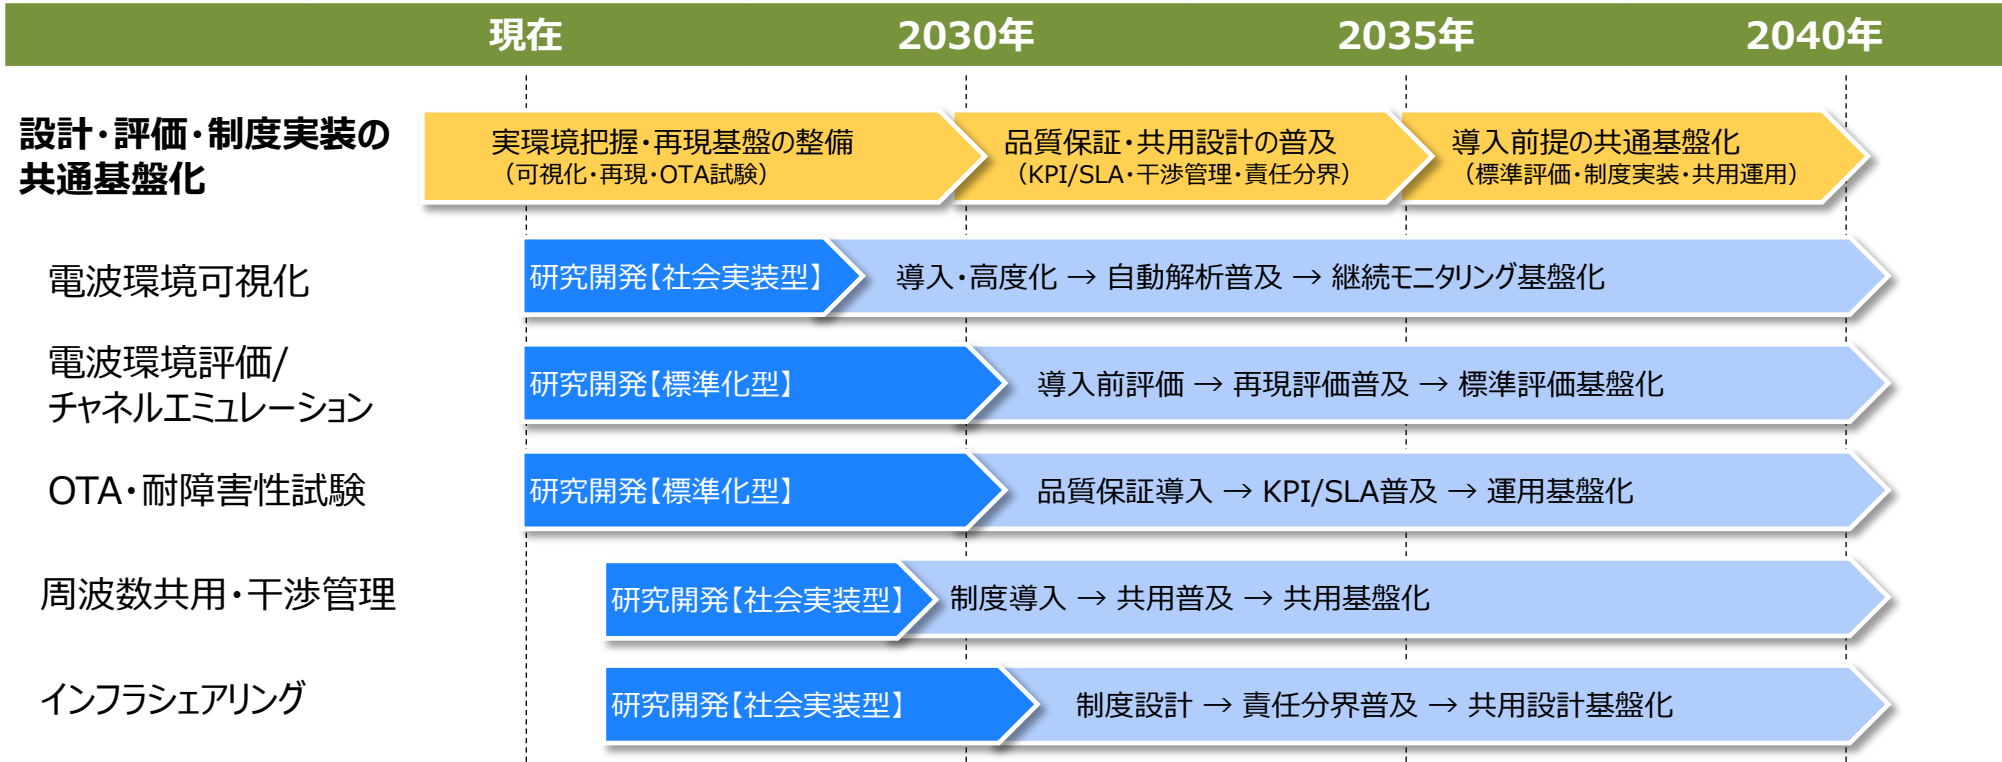 現在 2030年 2035年 2040年
設計・評価・制度実装の
共通基盤化
実環境把握・再現基盤の整備
（可視化・再現・OTA試験）
品質保証・共用設計の普及
（KPI/SLA・干渉管理・責任分界）
導入前提の共通基盤化
（標準評価・制度実装・共用運用）
電波環境可視化
研究開発【社会実装型】
導入・高度化 → 自動解析普及 → 継続モニタリング基盤化
電波環境評価/
チャネルエミュレーション
研究開発【標準化型】
導入前評価 → 再現評価普及 → 標準評価基盤化
OTA・耐障害性試験
研究開発【標準化型】
品質保証導入 → KPI/SLA普及 → 運用基盤化
周波数共用・干渉管理
研究開発【社会実装型】
制度導入 → 共用普及 → 共用基盤化
インフラシェアリング
研究開発【社会実装型】
制度設計 → 責任分界普及 → 共用設計基盤化